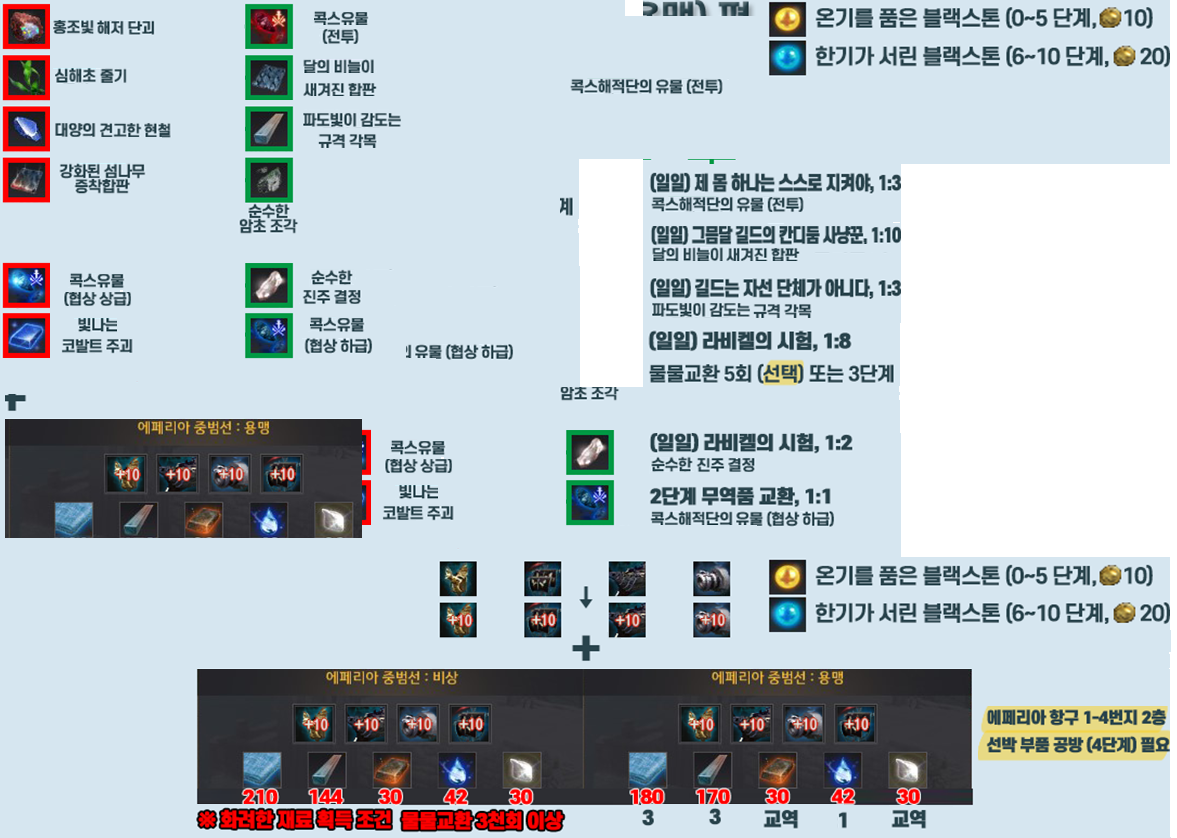 홍조빛 해저 단괴
콕스유물
(전투)
온기를 품은 블랙스톤 (0~5 단계, 10)
심해초 줄기
달의 비늘이
새겨진 합판
한기가 서린 블랙스톤 (6~10 단계, 20)
콕스해적단의 유물 (전투)
대양의 견고한 현철
파도빛이 감도는
규격 각목
강화된 섬나무
증착합판
순수한
암초 조각
계
(일일) 제 몸 하나는 스스로 지켜야, 1:3
콕스해적단의 유물 (전투)
(일일) 그믐달 길드의 칸디둠 사냥꾼, 1:10
달의 비늘이 새겨진 합판
(일일) 길드는 자선 단체가 아니다, 1:3
파도빛이 감도는 규격 각목
(일일) 라비켈의 시험, 1:8
물물교환 5회 (선택) 또는 3단계
콕스유물
(협상 상급)
순수한
진주 결정
빛나는
코발트 주괴
콕스유물
(협상 하급)
유물 (협상 하급)
암초 조각
에페리아 중범선 : 용맹
+10 +10 +10 +10
콕스유물
(협상 상급)
(일일) 라비켈의 시험, 1:2
순수한 진주 결정
빛나는
코발트 주괴
2단계 무역품 교환, 1:1
콕스해적단의 유물 (협상 하급)
온기를 품은 블랙스톤 (0~5 단계, 10)
+10 +10 +10 +10
한기가 서린 블랙스톤 (6~10 단계, 20)
에페리아 중범선 : 비상
+10 +10 +10 +10
210 144 30 42 30
※ 화려한 재료 획득 조건 물물교환 3천회 이상
에페리아 중범선 : 용맹
+10 +10 +10 +10
180 170 30 42 30
3 3 교역 1 교역
에페리아 항구 1-4번지 2층
선박 부품 공방 (4단계) 필요